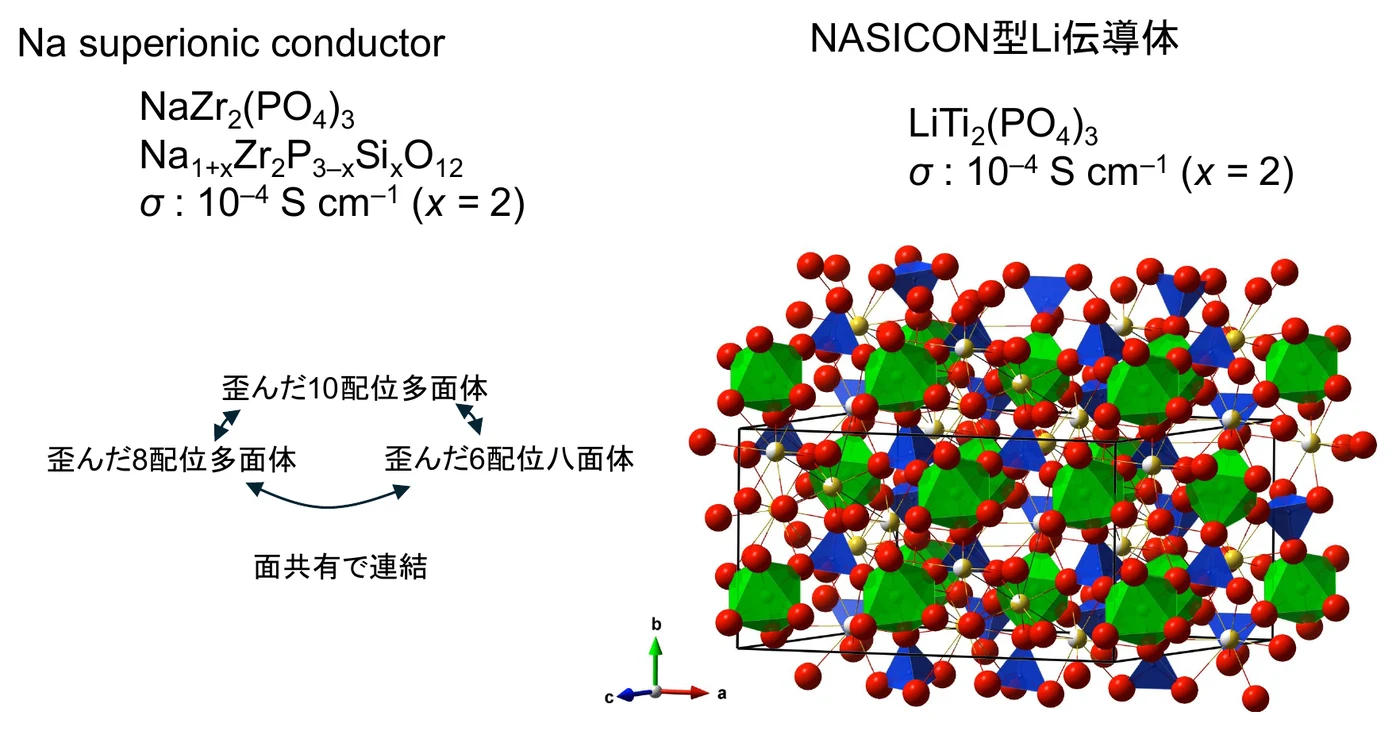 Na superionic conductor
NaZr₂(PO₄)₃
Na₁₊ₓZr₂P₃₋ₓSiₓO₁₂
σ : 10⁻⁴ S cm⁻¹ (x = 2)
歪んだ10配位多面体
歪んだ8配位多面体
歪んだ6配位八面体
面共有で連結
NASICON型Li伝導体
LiTi₂(PO₄)₃
σ : 10⁻⁴ S cm⁻¹ (x = 2)
b
c
a